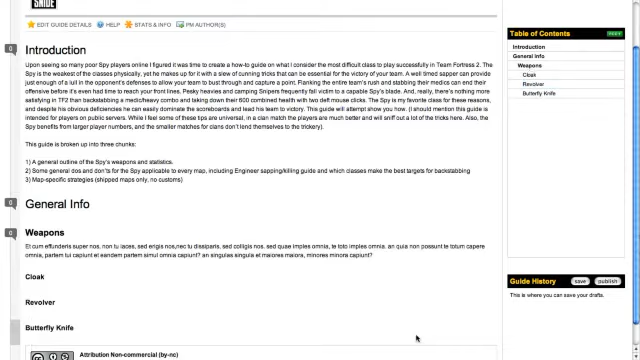 SNIDE
EDIT GUIDE DETAILS HELP STATS & INFO PM AUTHOR(S)
0
Introduction
Upon seeing so many poor Spy players online I figured it was time to create a how-to guide on what I consider the most difficult class to play successfully in Team Fortress 2. The
Spy is the weakest of the classes physically, yet he makes up for it with a slew of cunning tricks that can be essential for the victory of your team. A well timed sapper can provide
just enough of a lull in the opponent's defenses to allow your team to bust through and capture a point. Flanking the entire team's rush and stabbing their medics can end their
offensive before it's even had time to reach your front lines. Pesky heavies and camping Snipers frequently fall victim to a capable Spy's blade. And, really, there's nothing more
satisfying in TF2 than backstabbing a medic/heavy combo and taking down their 600 combined health with two deft mouse clicks. The Spy is my favorite class for these reasons,
and despite his obvious deficiencies he can easily dominate the scoreboards and lead his team to victory. This guide will attempt show you how. (I should mention this guide is
intended for players on public servers. While I feel some of these tips are universal, in a clan match the players are much better and will sniff out a lot of the tricks here. Also, the
Spy benefits from larger player numbers, and the smaller matches for clans don't lend themselves to the trickery).
This guide is broken up into three chunks:
1) A general outline of the Spy's weapons and statistics.
2) Some general dos and don'ts for the Spy applicable to every map, including Engineer sapping/killing guide and which classes make the best targets for backstabbing
3) Map-specific strategies (shipped maps only, no customs)
0
General Info
0
Weapons
Et cum effunderis super nos, non tu iaces, sed erigis nos,nec tu dissiparis, sed colligis nos. sed quae imples omnia, te toto imples omnia. an quia non possunt te totum capere
omnia, partem tui capiunt et eandem partem simul omnia capiunt? an singulas singula et maiores maiora, minores minora capiunt?
Cloak
Revolver
Butterfly Knife
Attribution Non-commercial (by-nc)
Table of Contents
Introduction
General Info
Weapons
Cloak
Revolver
Butterfly Knife
Guide History save publish
This is where you can save your drafts.